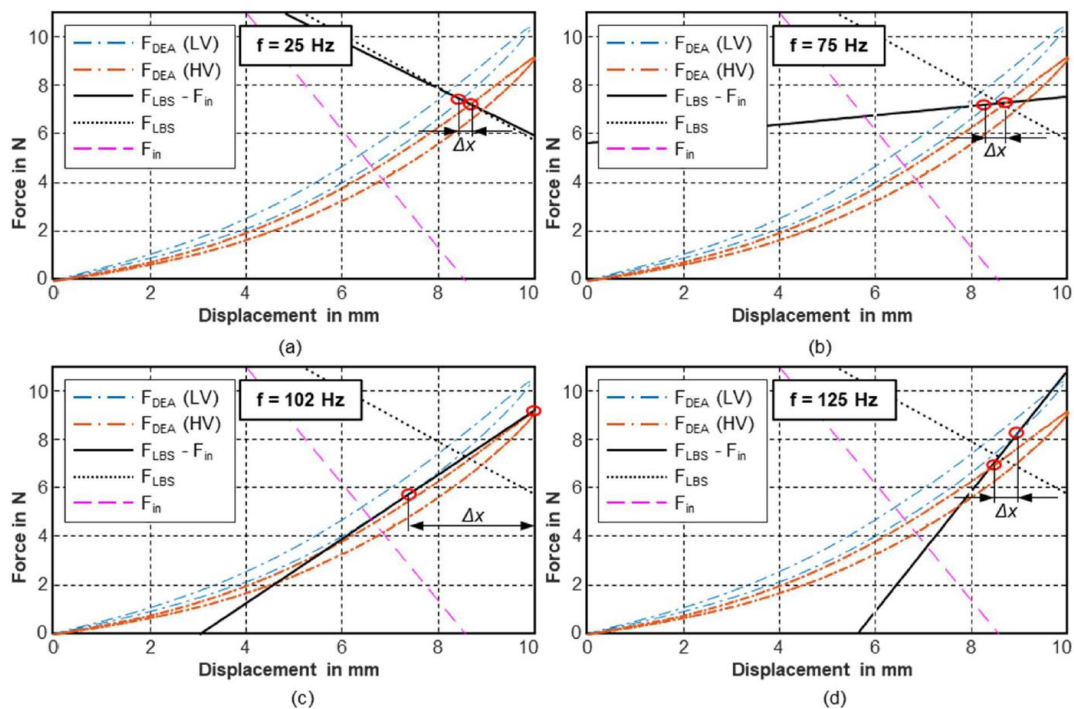 f = 25 Hz
F_DEA (LV)
F_DEA (HV)
F_LBS - F_in
F_LBS
F_in
Δx
Force in N
10
8
6
4
2
0
0 2 4 6 8 10
Displacement in mm
(a)
f = 75 Hz
F_DEA (LV)
F_DEA (HV)
F_LBS - F_in
F_LBS
F_in
Δx
Force in N
10
8
6
4
2
0
0 2 4 6 8 10
Displacement in mm
(b)
f = 102 Hz
F_DEA (LV)
F_DEA (HV)
F_LBS - F_in
F_LBS
F_in
Δx
Force in N
10
8
6
4
2
0
0 2 4 6 8 10
Displacement in mm
(c)
f = 125 Hz
F_DEA (LV)
F_DEA (HV)
F_LBS - F_in
F_LBS
F_in
Δx
Force in N
10
8
6
4
2
0
0 2 4 6 8 10
Displacement in mm
(d)